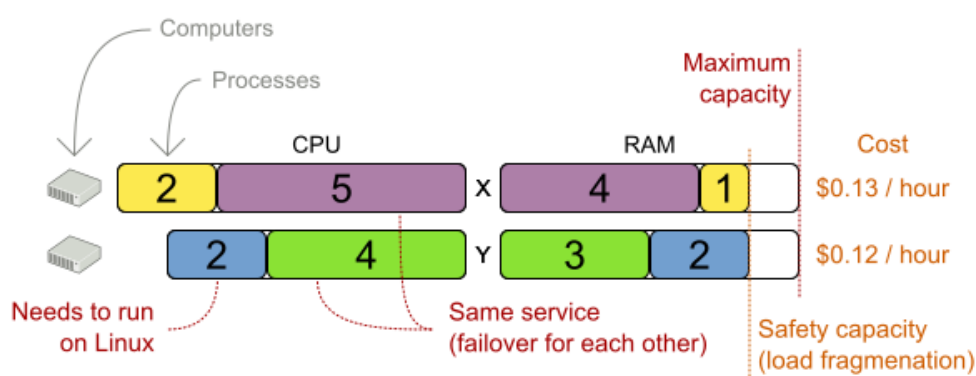 Computers
Processes
Maximum
capacity
CPU
RAM
Cost
2
5
X
4
1
$0.13 / hour
2
4
Y
3
2
$0.12 / hour
Needs to run
on Linux
Same service
(failover for each other)
Safety capacity
(load fragmenation)